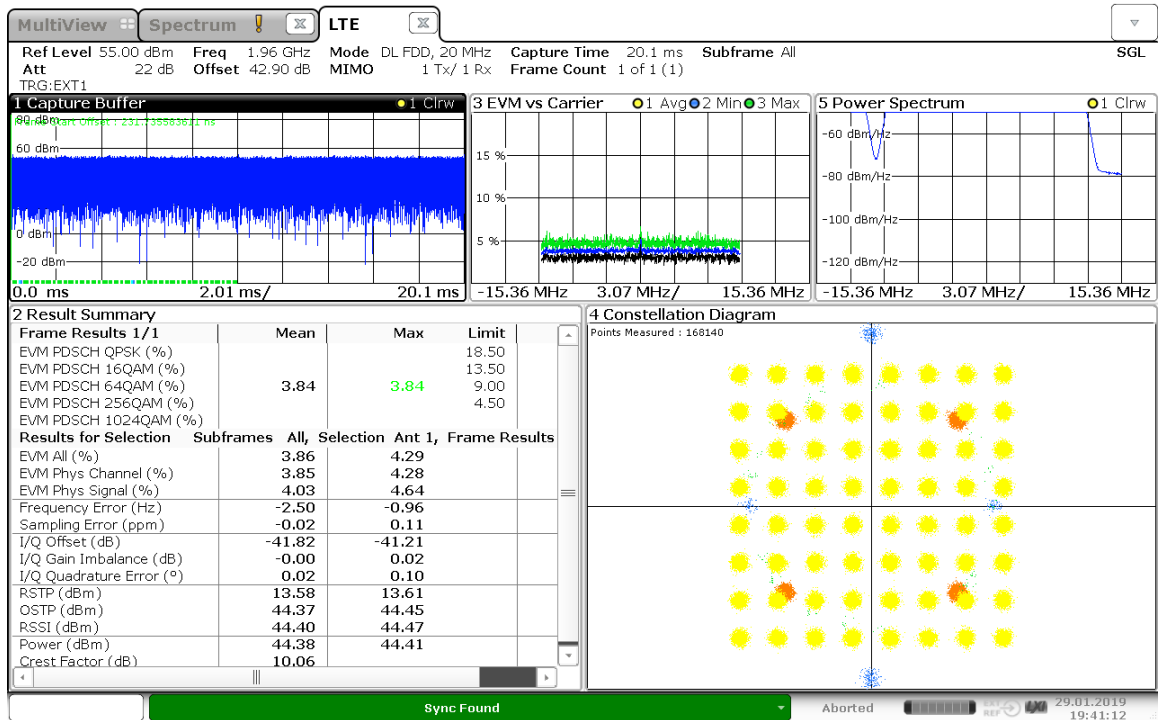 MultiView Spectrum LTE
Ref Level 55.00 dBm Freq 1.96 GHz Mode DL FDD, 20 MHz Capture Time 20.1 ms Subframe All SGL
Att 22 dB Offset 42.90 dB MIMO 1 Tx/ 1 Rx Frame Count 1 of 1 (1)
TRG:EXT1
1 Capture Buffer 1 Clrw
80 dBm
Frame Start Offset : 231.735583611 ns
60 dBm
0 dBm
-20 dBm
0.0 ms 2.01 ms/ 20.1 ms
3 EVM vs Carrier 1 Avg 2 Min 3 Max
15 %
10 %
5 %
-15.36 MHz 3.07 MHz/ 15.36 MHz
5 Power Spectrum 1 Clrw
-60 dBm/Hz
-80 dBm/Hz
-100 dBm/Hz
-120 dBm/Hz
-15.36 MHz 3.07 MHz/ 15.36 MHz
2 Result Summary
Frame Results 1/1 Mean Max Limit
EVM PDSCH QPSK (%) 18.50
EVM PDSCH 16QAM (%) 13.50
EVM PDSCH 64QAM (%) 3.84 3.84 9.00
EVM PDSCH 256QAM (%) 4.50
EVM PDSCH 1024QAM (%)
Results for Selection Subframes All, Selection Ant 1, Frame Results
EVM All (%) 3.86 4.29
EVM Phys Channel (%) 3.85 4.28
EVM Phys Signal (%) 4.03 4.64
Frequency Error (Hz) -2.50 -0.96
Sampling Error (ppm) -0.02 0.11
I/Q Offset (dB) -41.82 -41.21
I/Q Gain Imbalance (dB) -0.00 0.02
I/Q Quadrature Error (°) 0.02 0.10
RSTP (dBm) 13.58 13.61
OSTP (dBm) 44.37 44.45
RSSI (dBm) 44.40 44.47
Power (dBm) 44.38 44.41
Crest Factor (dB) 10.06
4 Constellation Diagram
Points Measured : 168140
Sync Found
Aborted
EXT
REF
LXI
29.01.2019
19:41:12